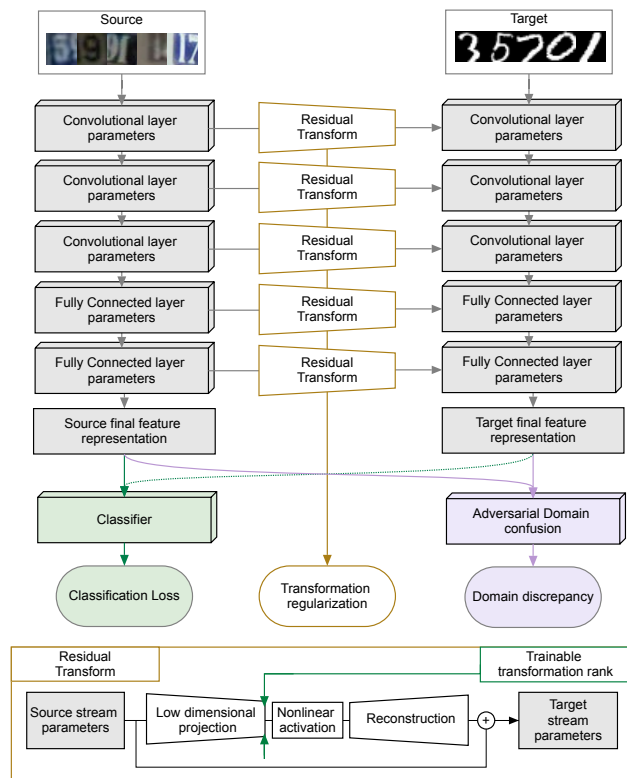 Source
Target
59 01 17
35701
Convolutional layer
parameters
Residual
Transform
Convolutional layer
parameters
Convolutional layer
parameters
Residual
Transform
Convolutional layer
parameters
Convolutional layer
parameters
Residual
Transform
Convolutional layer
parameters
Fully Connected layer
parameters
Residual
Transform
Fully Connected layer
parameters
Fully Connected layer
parameters
Residual
Transform
Fully Connected layer
parameters
Source final feature
representation
Target final feature
representation
Classifier
Adversarial Domain
confusion
Classification Loss
Transformation
regularization
Domain discrepancy
Residual
Transform
Trainable
transformation rank
Source stream
parameters
Low dimensional
projection
Nonlinear
activation
Reconstruction
+
Target
stream
parameters